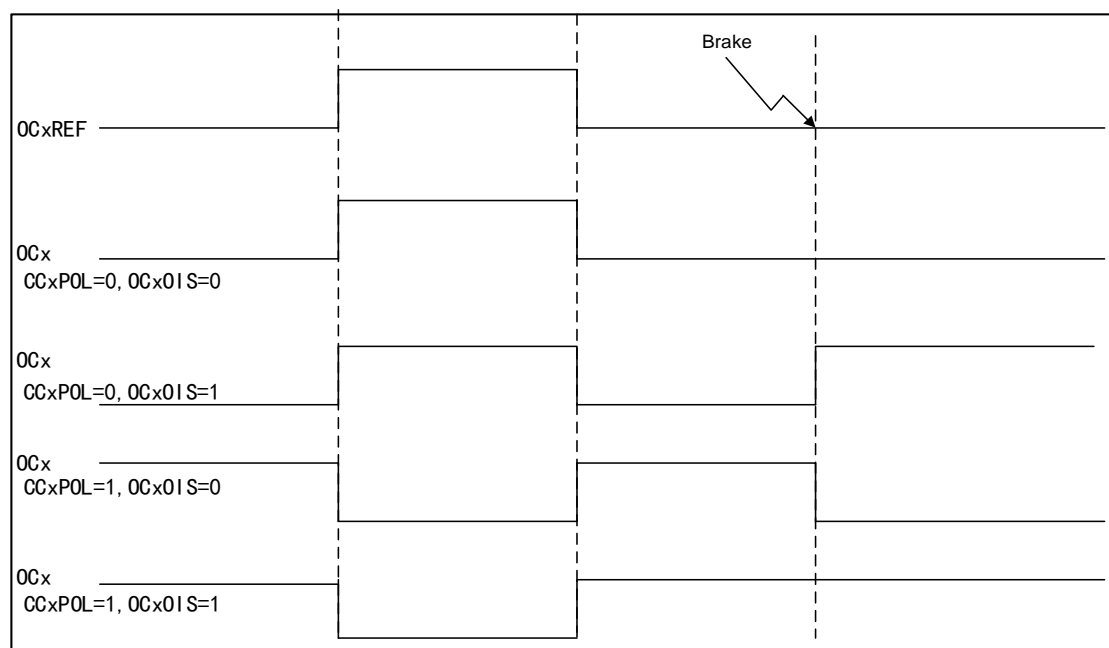 Brake
OCxREF
OCx
CCxPOL=0, OCxOIS=0
OCx
CCxPOL=0, OCxOIS=1
OCx
CCxPOL=1, OCxOIS=0
OCx
CCxPOL=1, OCxOIS=1